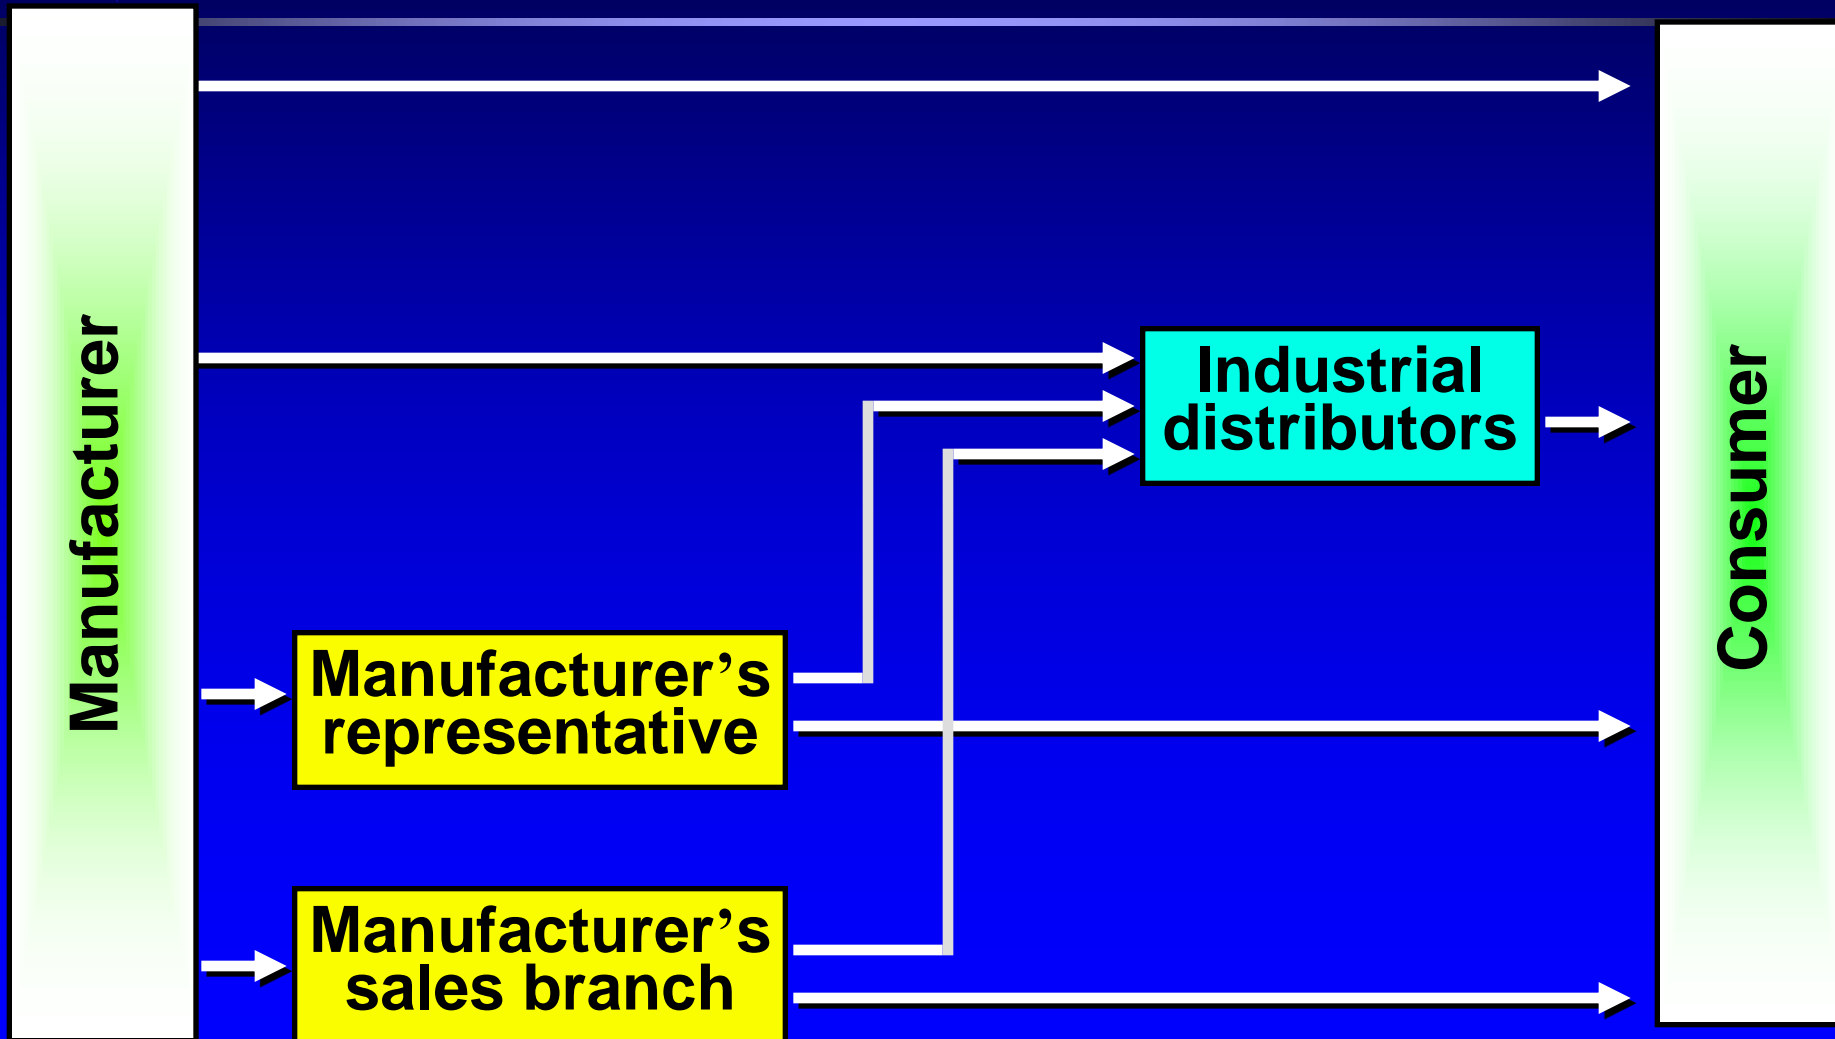 Manufacturer
Industrial
distributors
Consumer
Manufacturer’s
representative
Manufacturer’s
sales branch